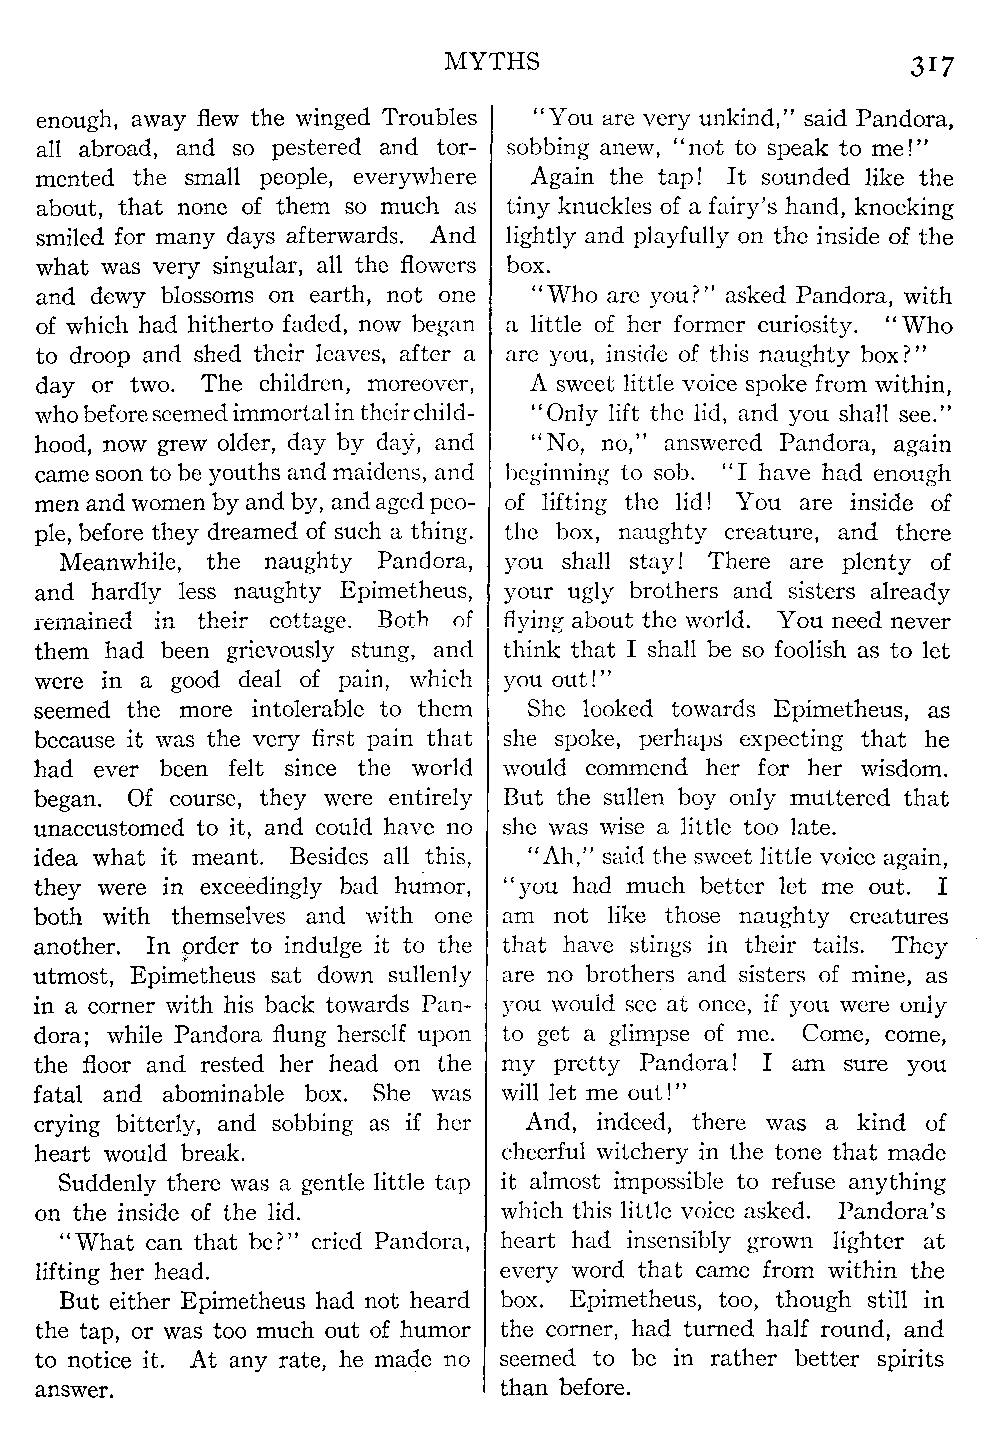 MYTHS
317
enough, away flew the winged Troubles
all abroad, and so pestered and tor-
mented the small people, everywhere
about, that none of them so much as
smiled for many days afterwards. And
what was very singular, all the flowers
and dewy blossoms on earth, not one
of which had hitherto faded, now began
to droop and shed their leaves, after a
day or two. The children, moreover,
who before seemed immortal in their child-
hood, now grew older, day by day, and
came soon to be youths and maidens, and
men and women by and by, and aged peo-
ple, before they dreamed of such a thing.
Meanwhile, the naughty Pandora,
and hardly less naughty Epimetheus,
remained in their cottage. Both of
them had been grievously stung, and
were in a good deal of pain, which
seemed the more intolerable to them
because it was the very first pain that
had ever been felt since the world
began. Of course, they were entirely
unaccustomed to it, and could have no
idea what it meant. Besides all this,
they were in exceedingly bad humor,
both with themselves and with one
another. In order to indulge it to the
utmost, Epimetheus sat down sullenly
in a corner with his back towards Pan-
dora; while Pandora flung herself upon
the floor and rested her head on the
fatal and abominable box. She was
crying bitterly, and sobbing as if her
heart would break.
Suddenly there was a gentle little tap
on the inside of the lid.
"What can that be?" cried Pandora,
lifting her head.
But either Epimetheus had not heard
the tap, or was too much out of humor
to notice it. At any rate, he made no
answer.
"You are very unkind," said Pandora,
sobbing anew, "not to speak to me!"
Again the tap! It sounded like the
tiny knuckles of a fairy's hand, knocking
lightly and playfully on the inside of the
box.
"Who are you?" asked Pandora, with
a little of her former curiosity. "Who
are you, inside of this naughty box?"
A sweet little voice spoke from within,
"Only lift the lid, and you shall see."
"No, no," answered Pandora, again
beginning to sob. "I have had enough
of lifting the lid! You are inside of
the box, naughty creature, and there
you shall stay! There are plenty of
your ugly brothers and sisters already
flying about the world. You need never
think that I shall be so foolish as to let
you out!"
She looked towards Epimetheus, as
she spoke, perhaps expecting that he
would commend her for her wisdom.
But the sullen boy only muttered that
she was wise a little too late.
"Ah," said the sweet little voice again,
"you had much better let me out. I
am not like those naughty creatures
that have stings in their tails. They
are no brothers and sisters of mine, as
you would see at once, if you were only
to get a glimpse of me. Come, come,
my pretty Pandora! I am sure you
will let me out!"
And, indeed, there was a kind of
cheerful witchery in the tone that made
it almost impossible to refuse anything
which this little voice asked. Pandora's
heart had insensibly grown lighter at
every word that came from within the
box. Epimetheus, too, though still in
the corner, had turned half round, and
seemed to be in rather better spirits
than before.